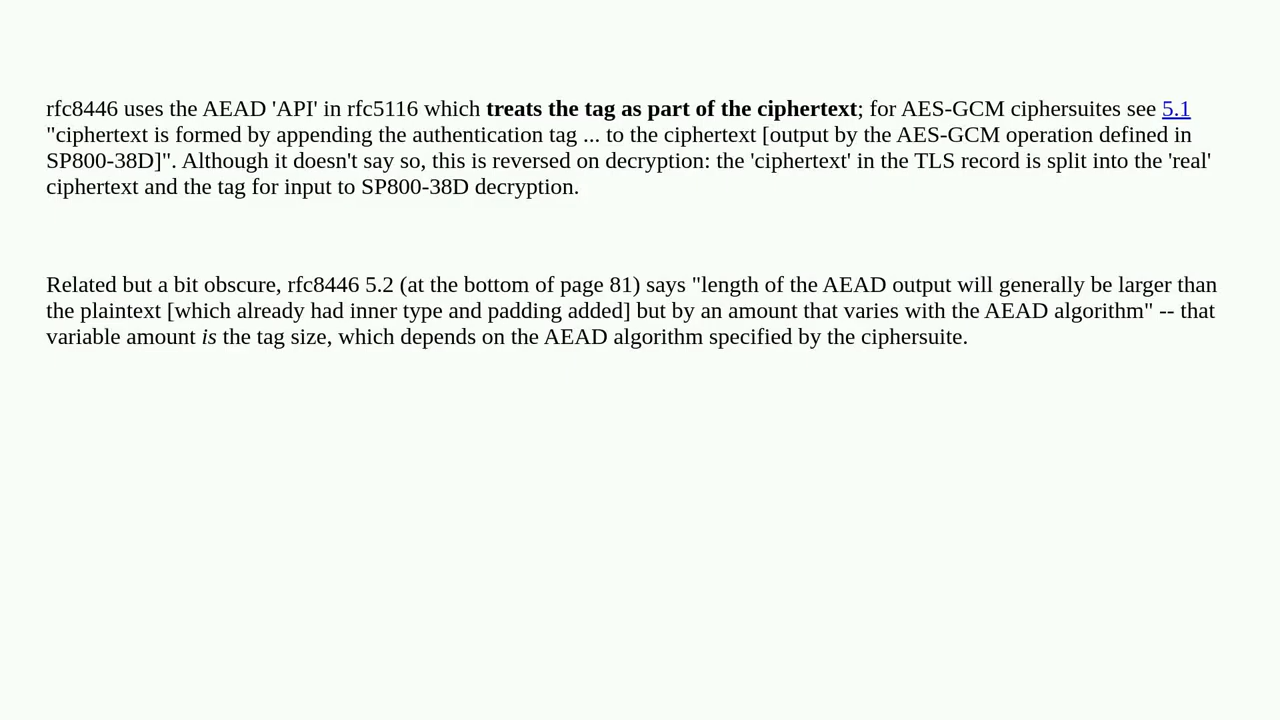 rfc8446 uses the AEAD 'API' in rfc5116 which treats the tag as part of the ciphertext; for AES-GCM ciphersuites see 5.1
"ciphertext is formed by appending the authentication tag ... to the ciphertext [output by the AES-GCM operation defined in
SP800-38D]". Although it doesn't say so, this is reversed on decryption: the 'ciphertext' in the TLS record is split into the 'real'
ciphertext and the tag for input to SP800-38D decryption.
Related but a bit obscure, rfc8446 5.2 (at the bottom of page 81) says "length of the AEAD output will generally be larger than
the plaintext [which already had inner type and padding added] but by an amount that varies with the AEAD algorithm" -- that
variable amount is the tag size, which depends on the AEAD algorithm specified by the ciphersuite.